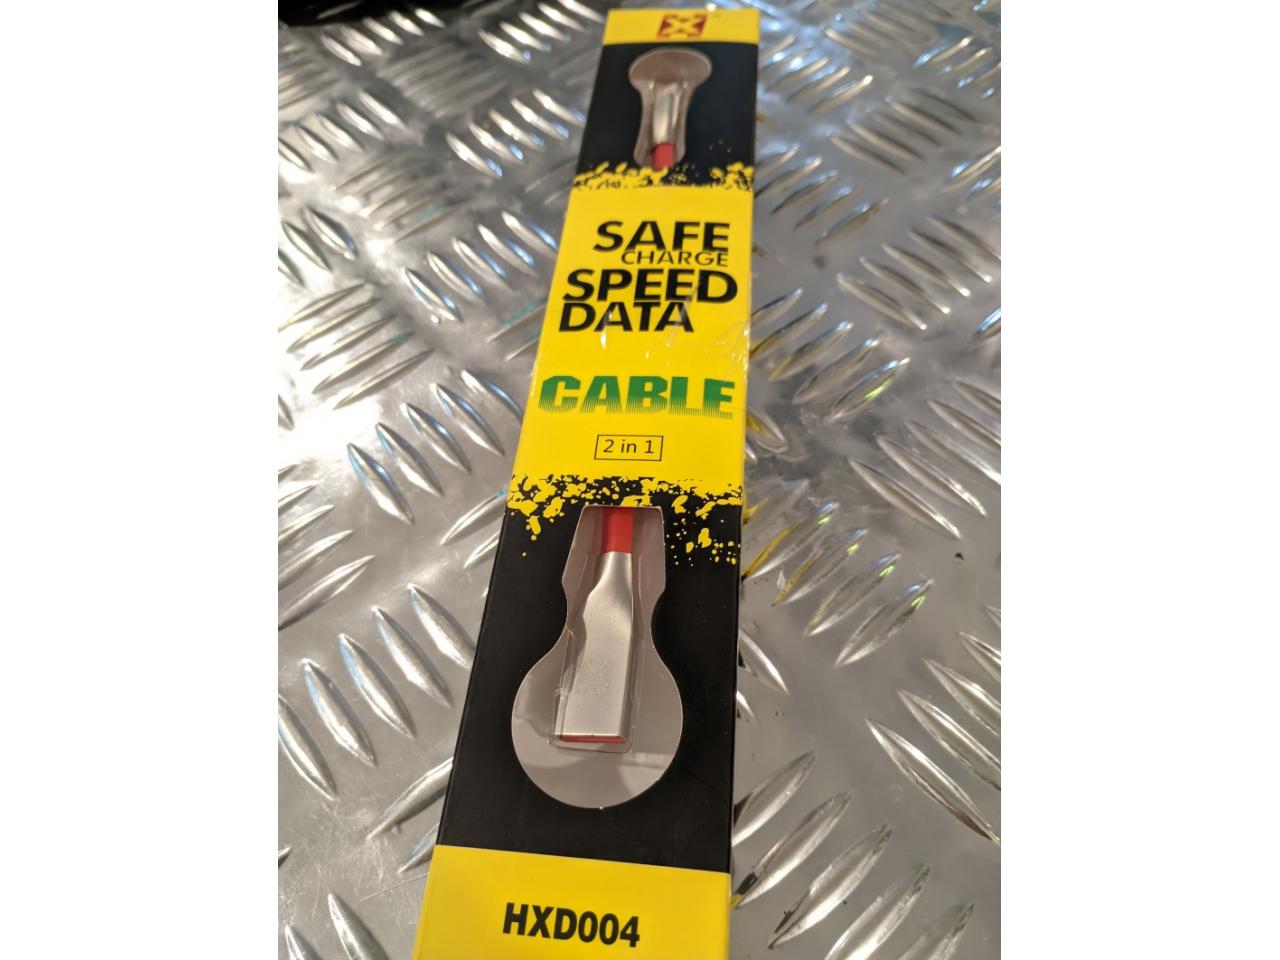 SAFE
CHARGE
SPEED
DATA
CABLE
2 in 1
HXD004